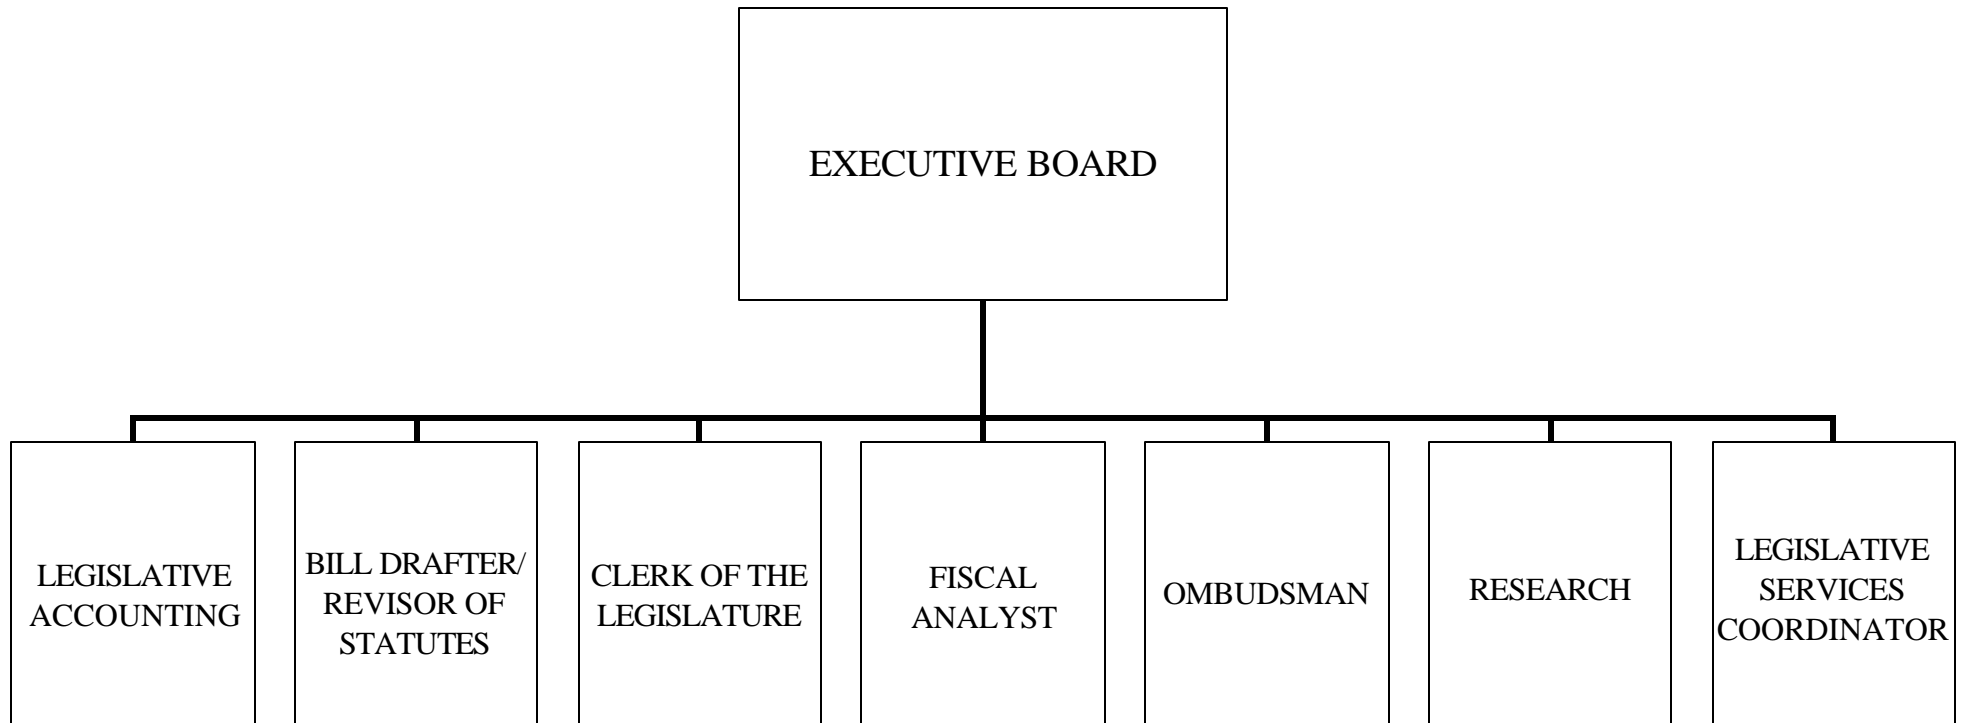 EXECUTIVE BOARD
LEGISLATIVE
ACCOUNTING
BILL DRAFTER/
REVISOR OF
STATUTES
CLERK OF THE
LEGISLATURE
FISCAL
ANALYST
OMBUDSMAN
RESEARCH
LEGISLATIVE
SERVICES
COORDINATOR